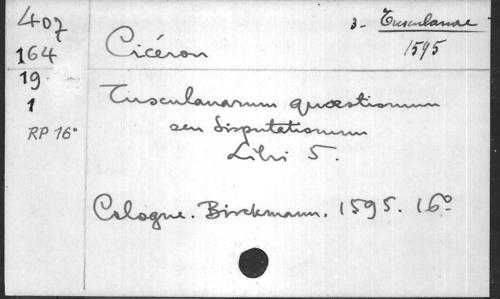 407
164
19
1
RP 16°
Cicéron
3- Tusculanae
1595
Tusculanarum quæstionum
seu disputationum
Libri 5.
Cologne. Birckmann. 1595. 16°